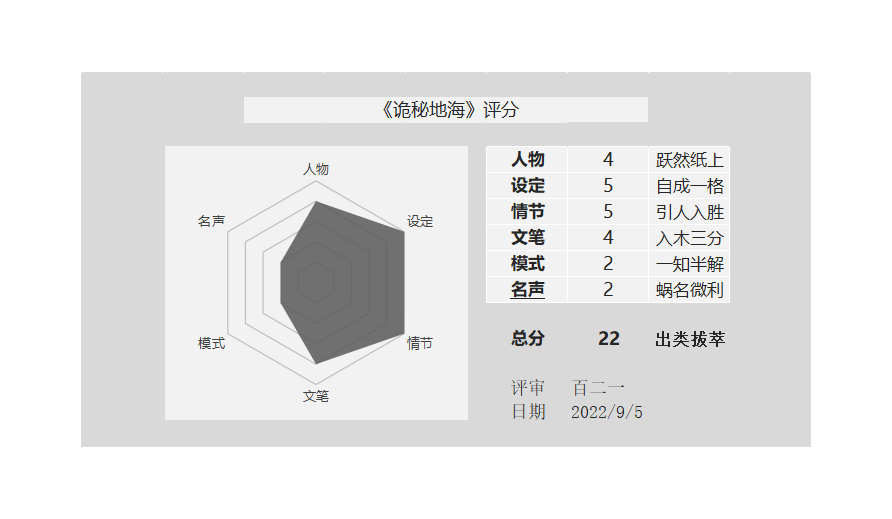 《诡秘地海》评分
人物
名声
设定
模式
情节
文笔
人物 4 跃然纸上
设定 5 自成一格
情节 5 引人入胜
文笔 4 入木三分
模式 2 一知半解
名声 2 蜗名微利
总分 22 出类拔萃
评审 百二一
日期 2022/9/5